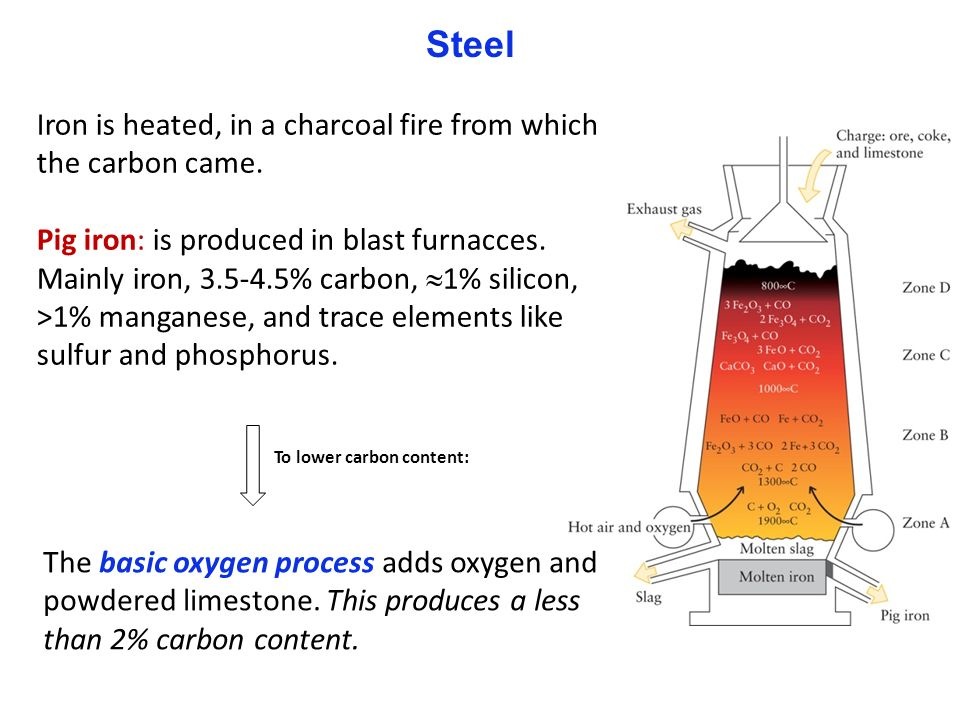 Steel
Iron is heated, in a charcoal fire from which
the carbon came.
Pig iron: is produced in blast furnacces.
Mainly iron, 3.5-4.5% carbon, ≈1% silicon,
>1% manganese, and trace elements like
sulfur and phosphorus.
To lower carbon content:
The basic oxygen process adds oxygen and
powdered limestone. This produces a less
than 2% carbon content.
Charge: ore, coke,
and limestone
Exhaust gas
800∞C
Zone D
3 Fe₂O₃ + CO
2 Fe₃O₄ + CO₂
Fe₃O₄ + CO
3 FeO + CO₂
Zone C
CaCO₃ CaO + CO₂
1000∞C
FeO + CO Fe + CO₂
Zone B
Fe₂O₃ + 3 CO 2 Fe + 3 CO₂
CO₂ + C 2 CO
1300∞C
C + O₂ CO₂
1900∞C
Hot air and oxygen
Zone A
Molten slag
Molten iron
Slag
Pig iron